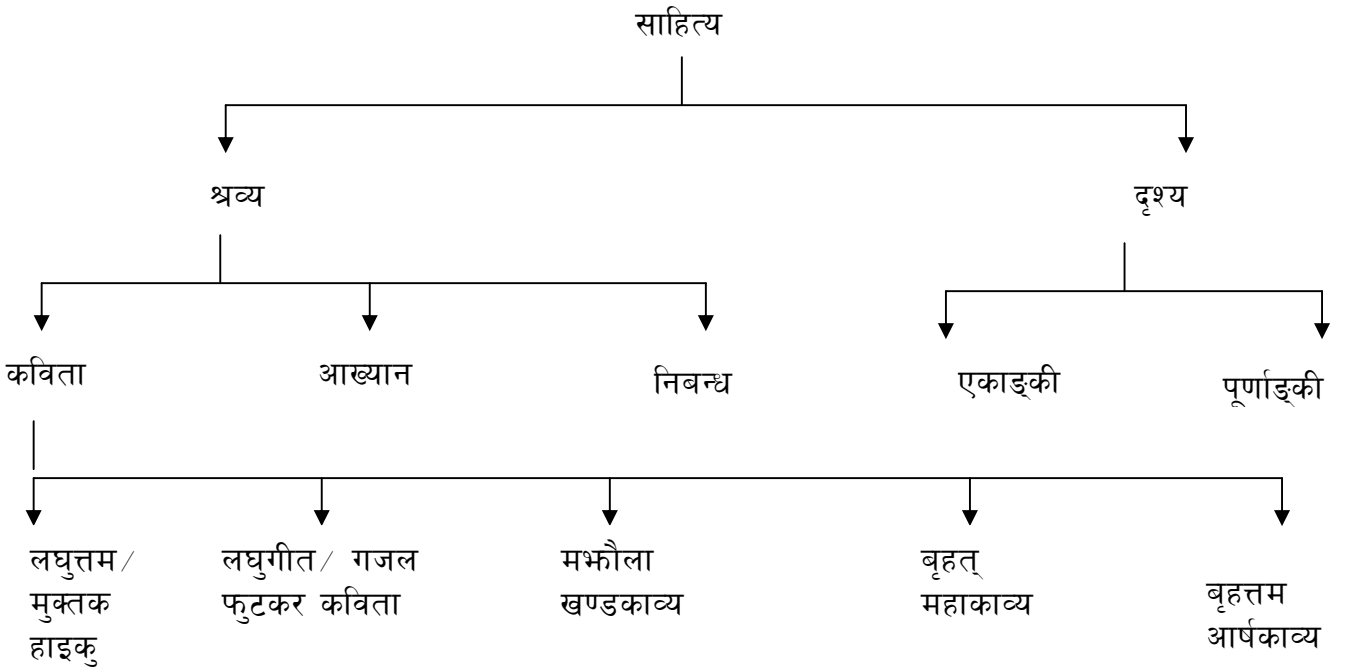 साहित्य
श्रव्य
दृश्य
कविता
आख्यान
निबन्ध
एकाङ्की
पूर्णाङ्की
लघुत्तम/
मुक्तक
हाइकु
लघुगीत/ गजल
फुटकर कविता
मझौला
खण्डकाव्य
बृहत्
महाकाव्य
बृहत्तम
आर्षकाव्य